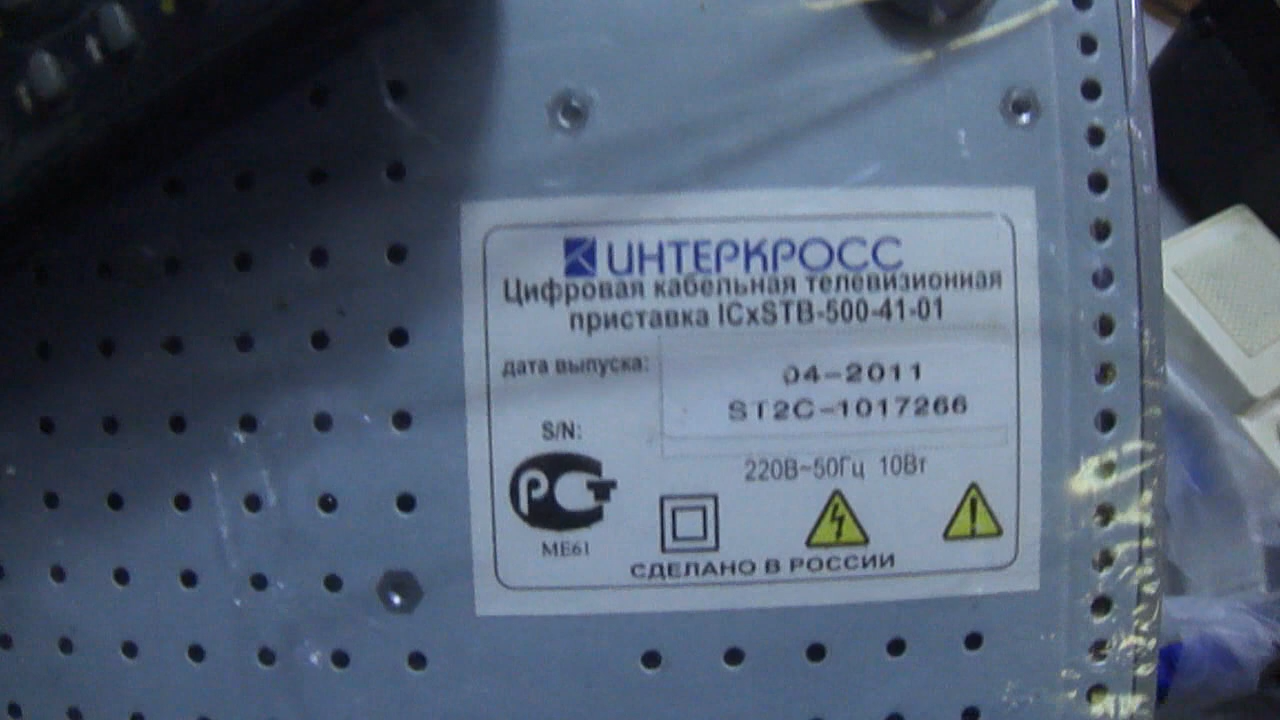 ИНТЕРКРОСС
Цифровая кабельная телевизионная
приставка ICxSTB-500-41-01
дата выпуска:
04-2011
ST2C-1017266
S/N:
220В~50Гц 10Вт
РСТ
МЕ61
СДЕЛАНО В РОССИИ